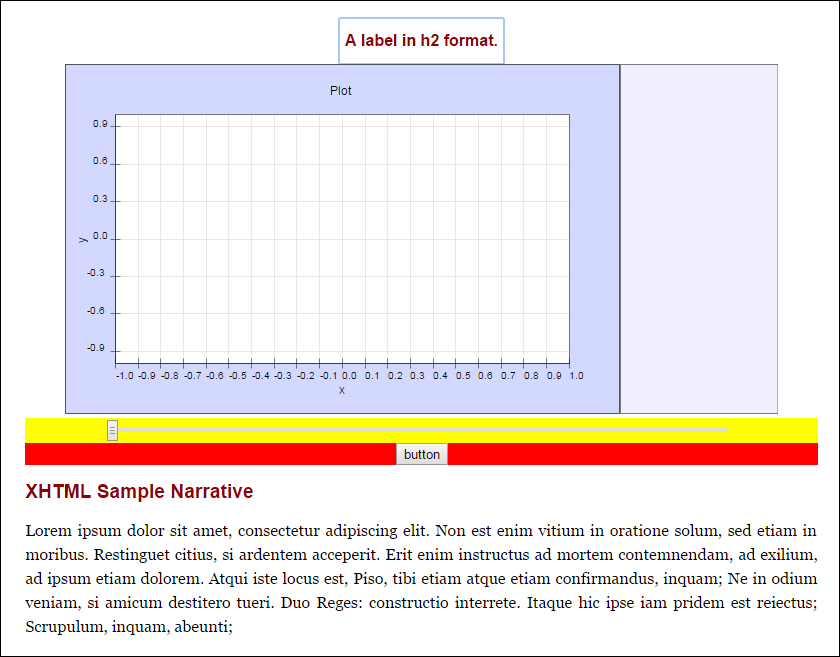 A label in h2 format.
Plot
0.9
0.6
0.3
0.0
-0.3
-0.6
-0.9
y
-1.0 -0.9 -0.8 -0.7 -0.6 -0.5 -0.4 -0.3 -0.2 -0.1 0.0 0.1 0.2 0.3 0.4 0.5 0.6 0.7 0.8 0.9 1.0
x
button
XHTML Sample Narrative
Lorem ipsum dolor sit amet, consectetur adipiscing elit. Non est enim vitium in oratione solum, sed etiam in
moribus. Restinguet citius, si ardentem acceperit. Erit enim instructus ad mortem contemnendam, ad exilium,
ad ipsum etiam dolorem. Atqui iste locus est, Piso, tibi etiam atque etiam confirmandus, inquam; Ne in odium
veniam, si amicum destitero tueri. Duo Reges: constructio interrete. Itaque hic ipse iam pridem est reiectus;
Scrupulum, inquam, abeunti;